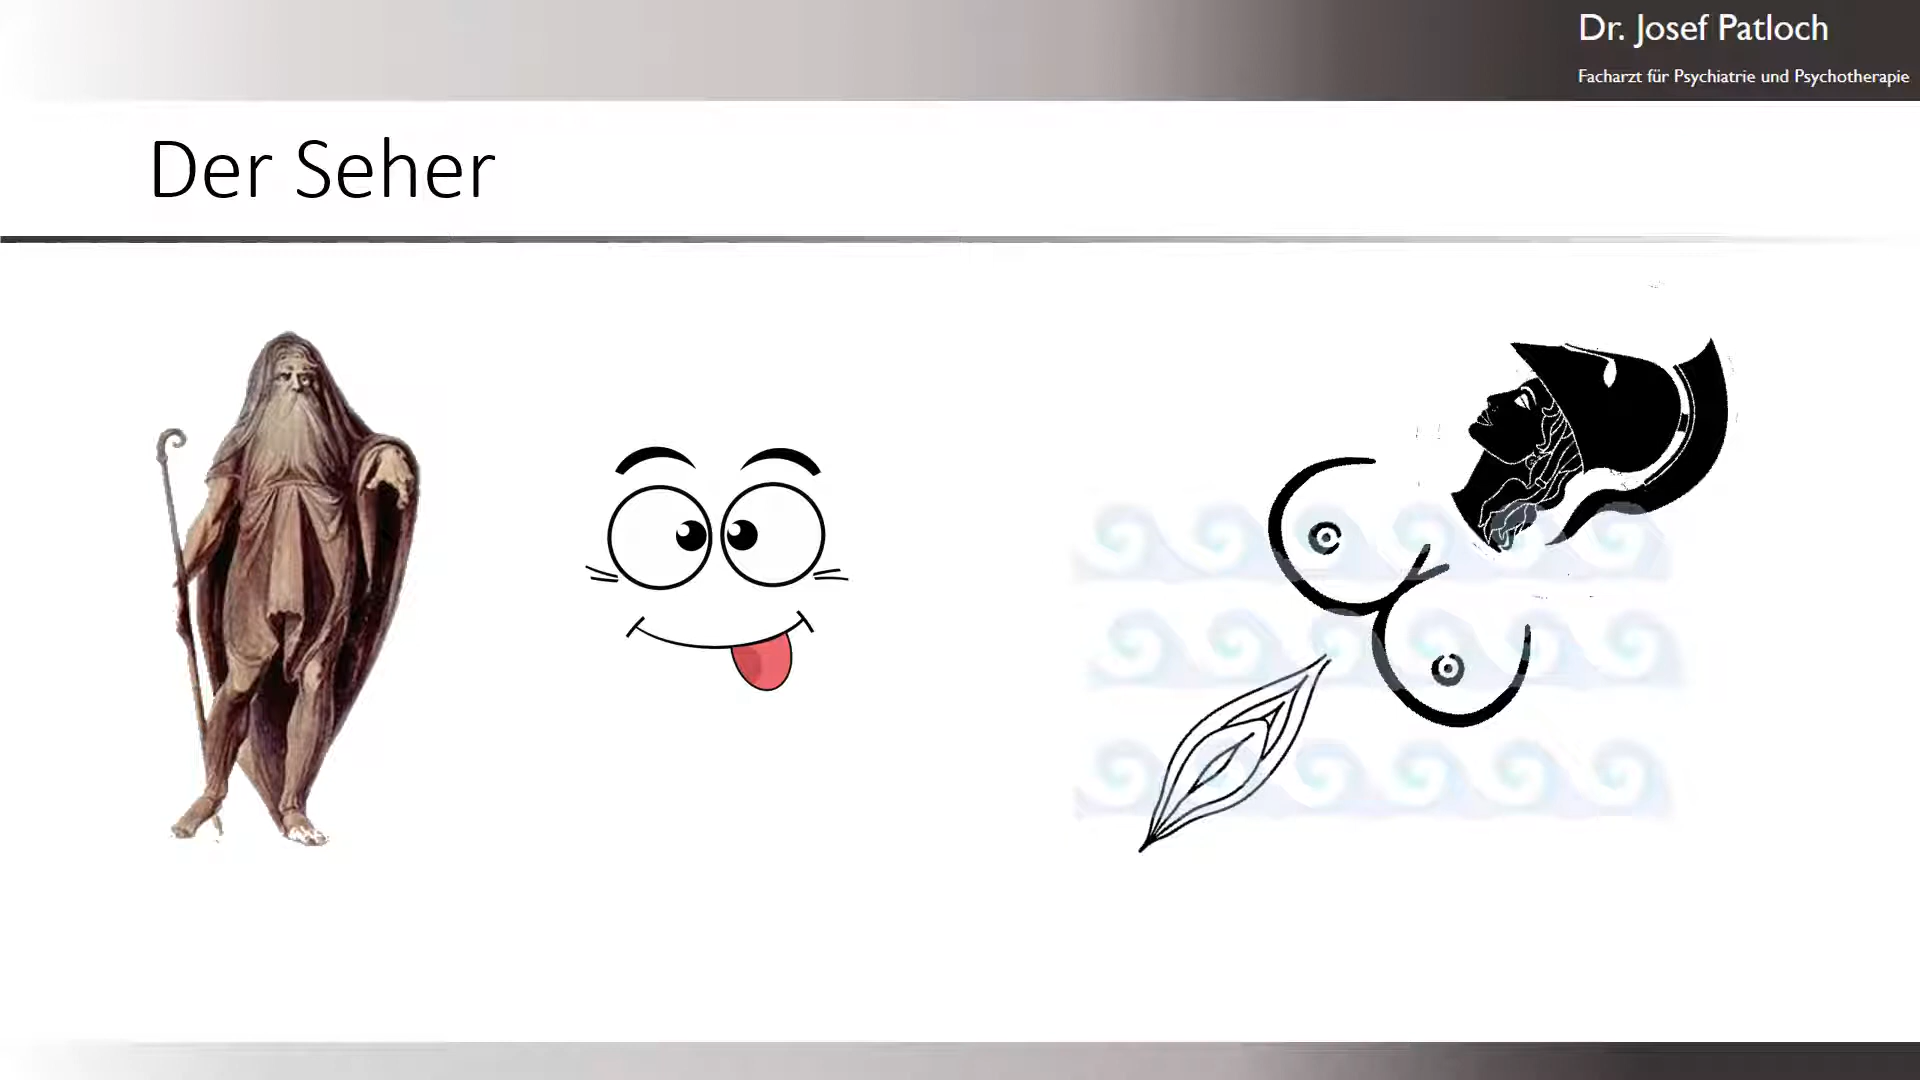 Dr. Josef Patloch
Facharzt für Psychiatrie und Psychotherapie
Der Seher